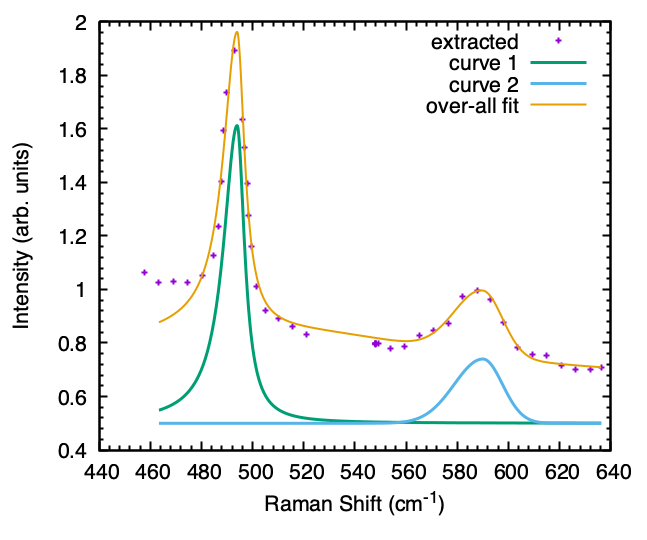 2
1.8
1.6
1.4
1.2
1
0.8
0.6
0.4
Intensity (arb. units)
extracted
curve 1
curve 2
over-all fit
440 460 480 500 520 540 560 580 600 620 640
Raman Shift (cm⁻¹)